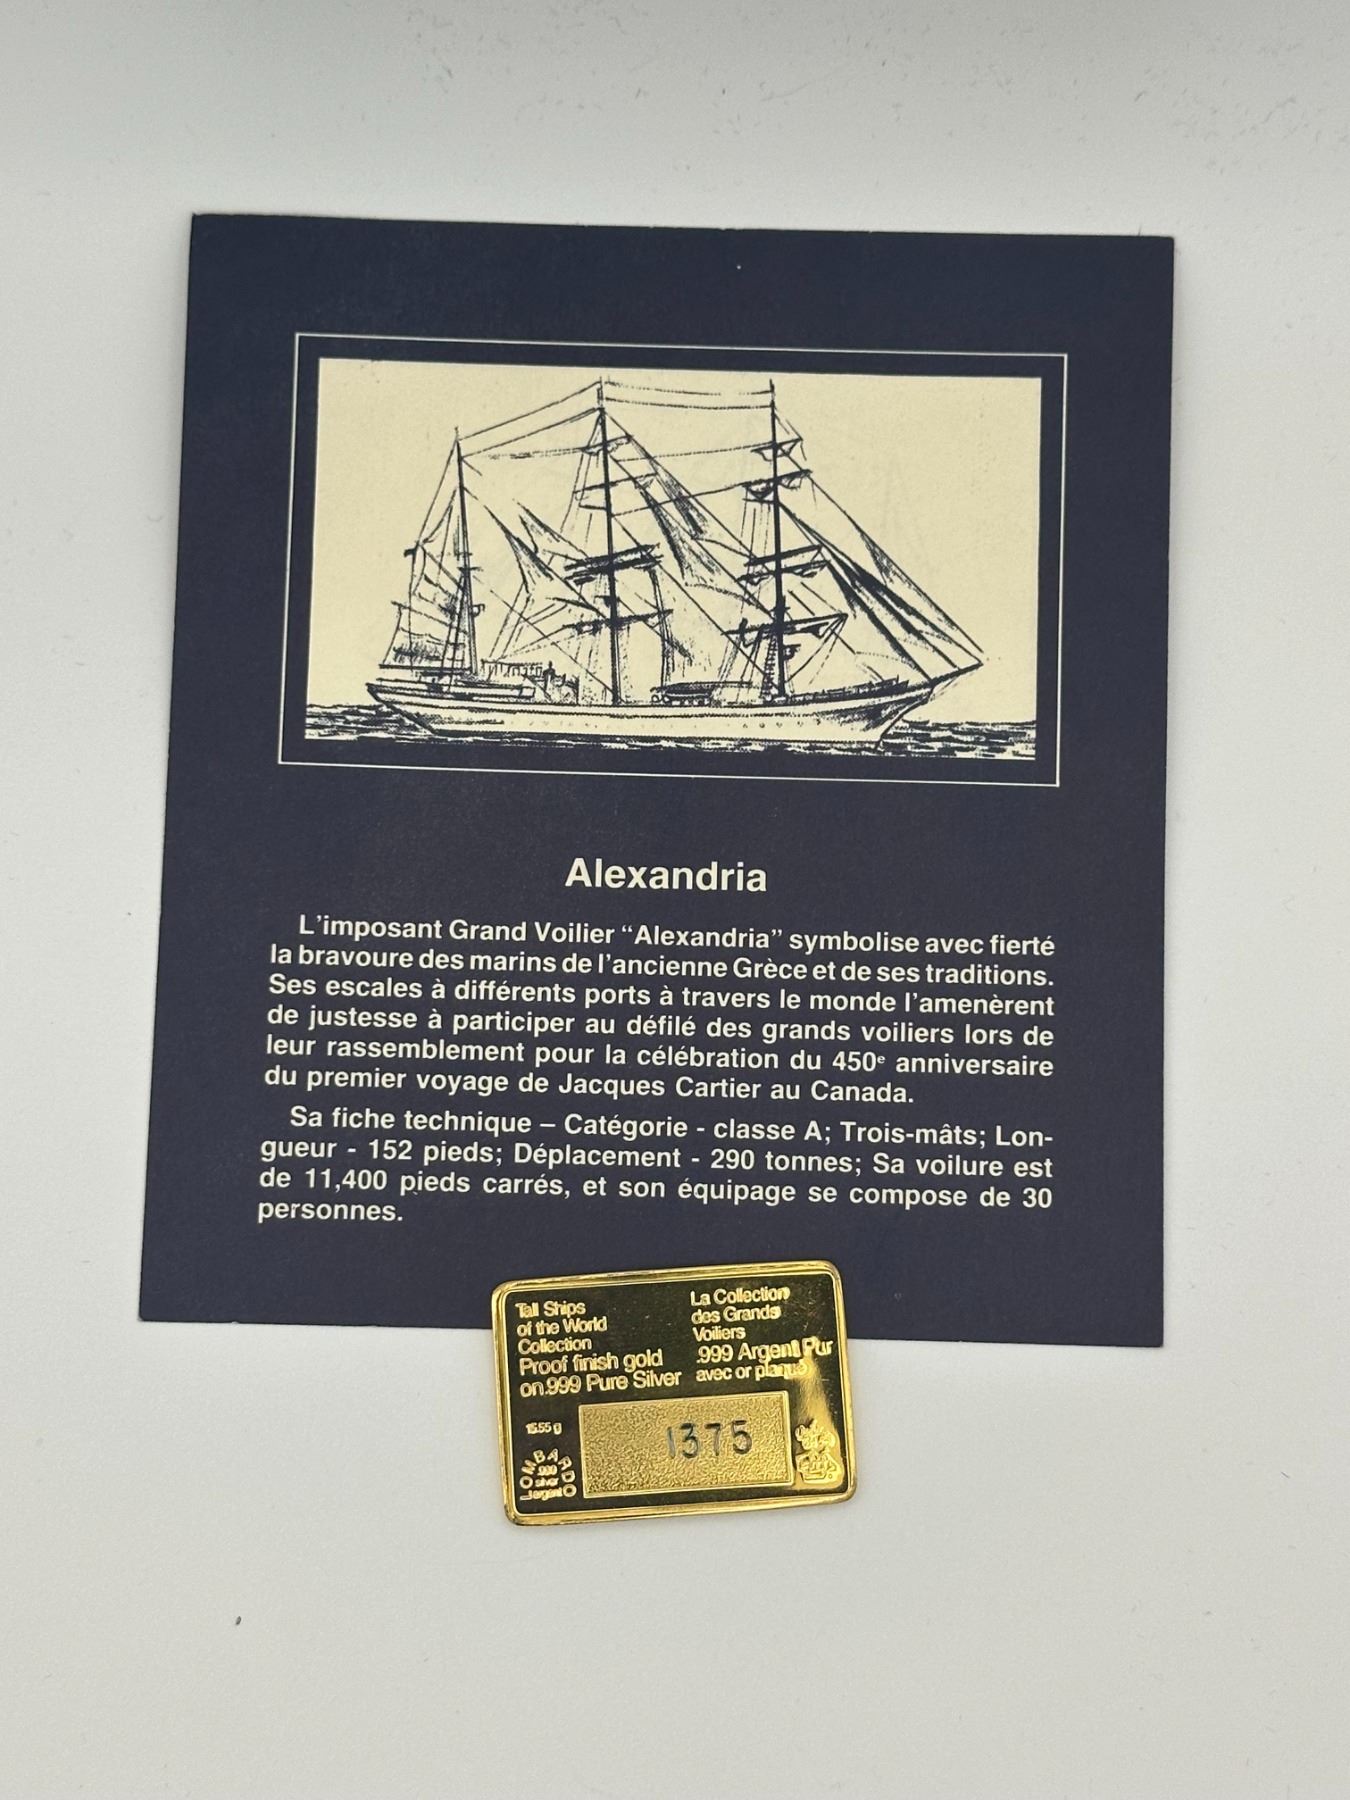 Alexandria
L'imposant Grand Voilier “Alexandria” symbolise avec fierté
la bravoure des marins de l'ancienne Grèce et de ses traditions.
Ses escales à différents ports à travers le monde l'amenèrent
de justesse à participer au défilé des grands voiliers lors de
leur rassemblement pour la célébration du 450e anniversaire
du premier voyage de Jacques Cartier au Canada.
Sa fiche technique – Catégorie - classe A; Trois-mâts; Lon-
gueur - 152 pieds; Déplacement - 290 tonnes; Sa voilure est
de 11,400 pieds carrés, et son équipage se compose de 30
personnes.
Tall Ships
of the World
Collection
Proof finish gold
on .999 Pure Silver
La Collection
des Grands
Voiliers
.999 Argent Pur
avec or plaqué
15.55 g
LOMBARDO
.999
silver
argent
1375